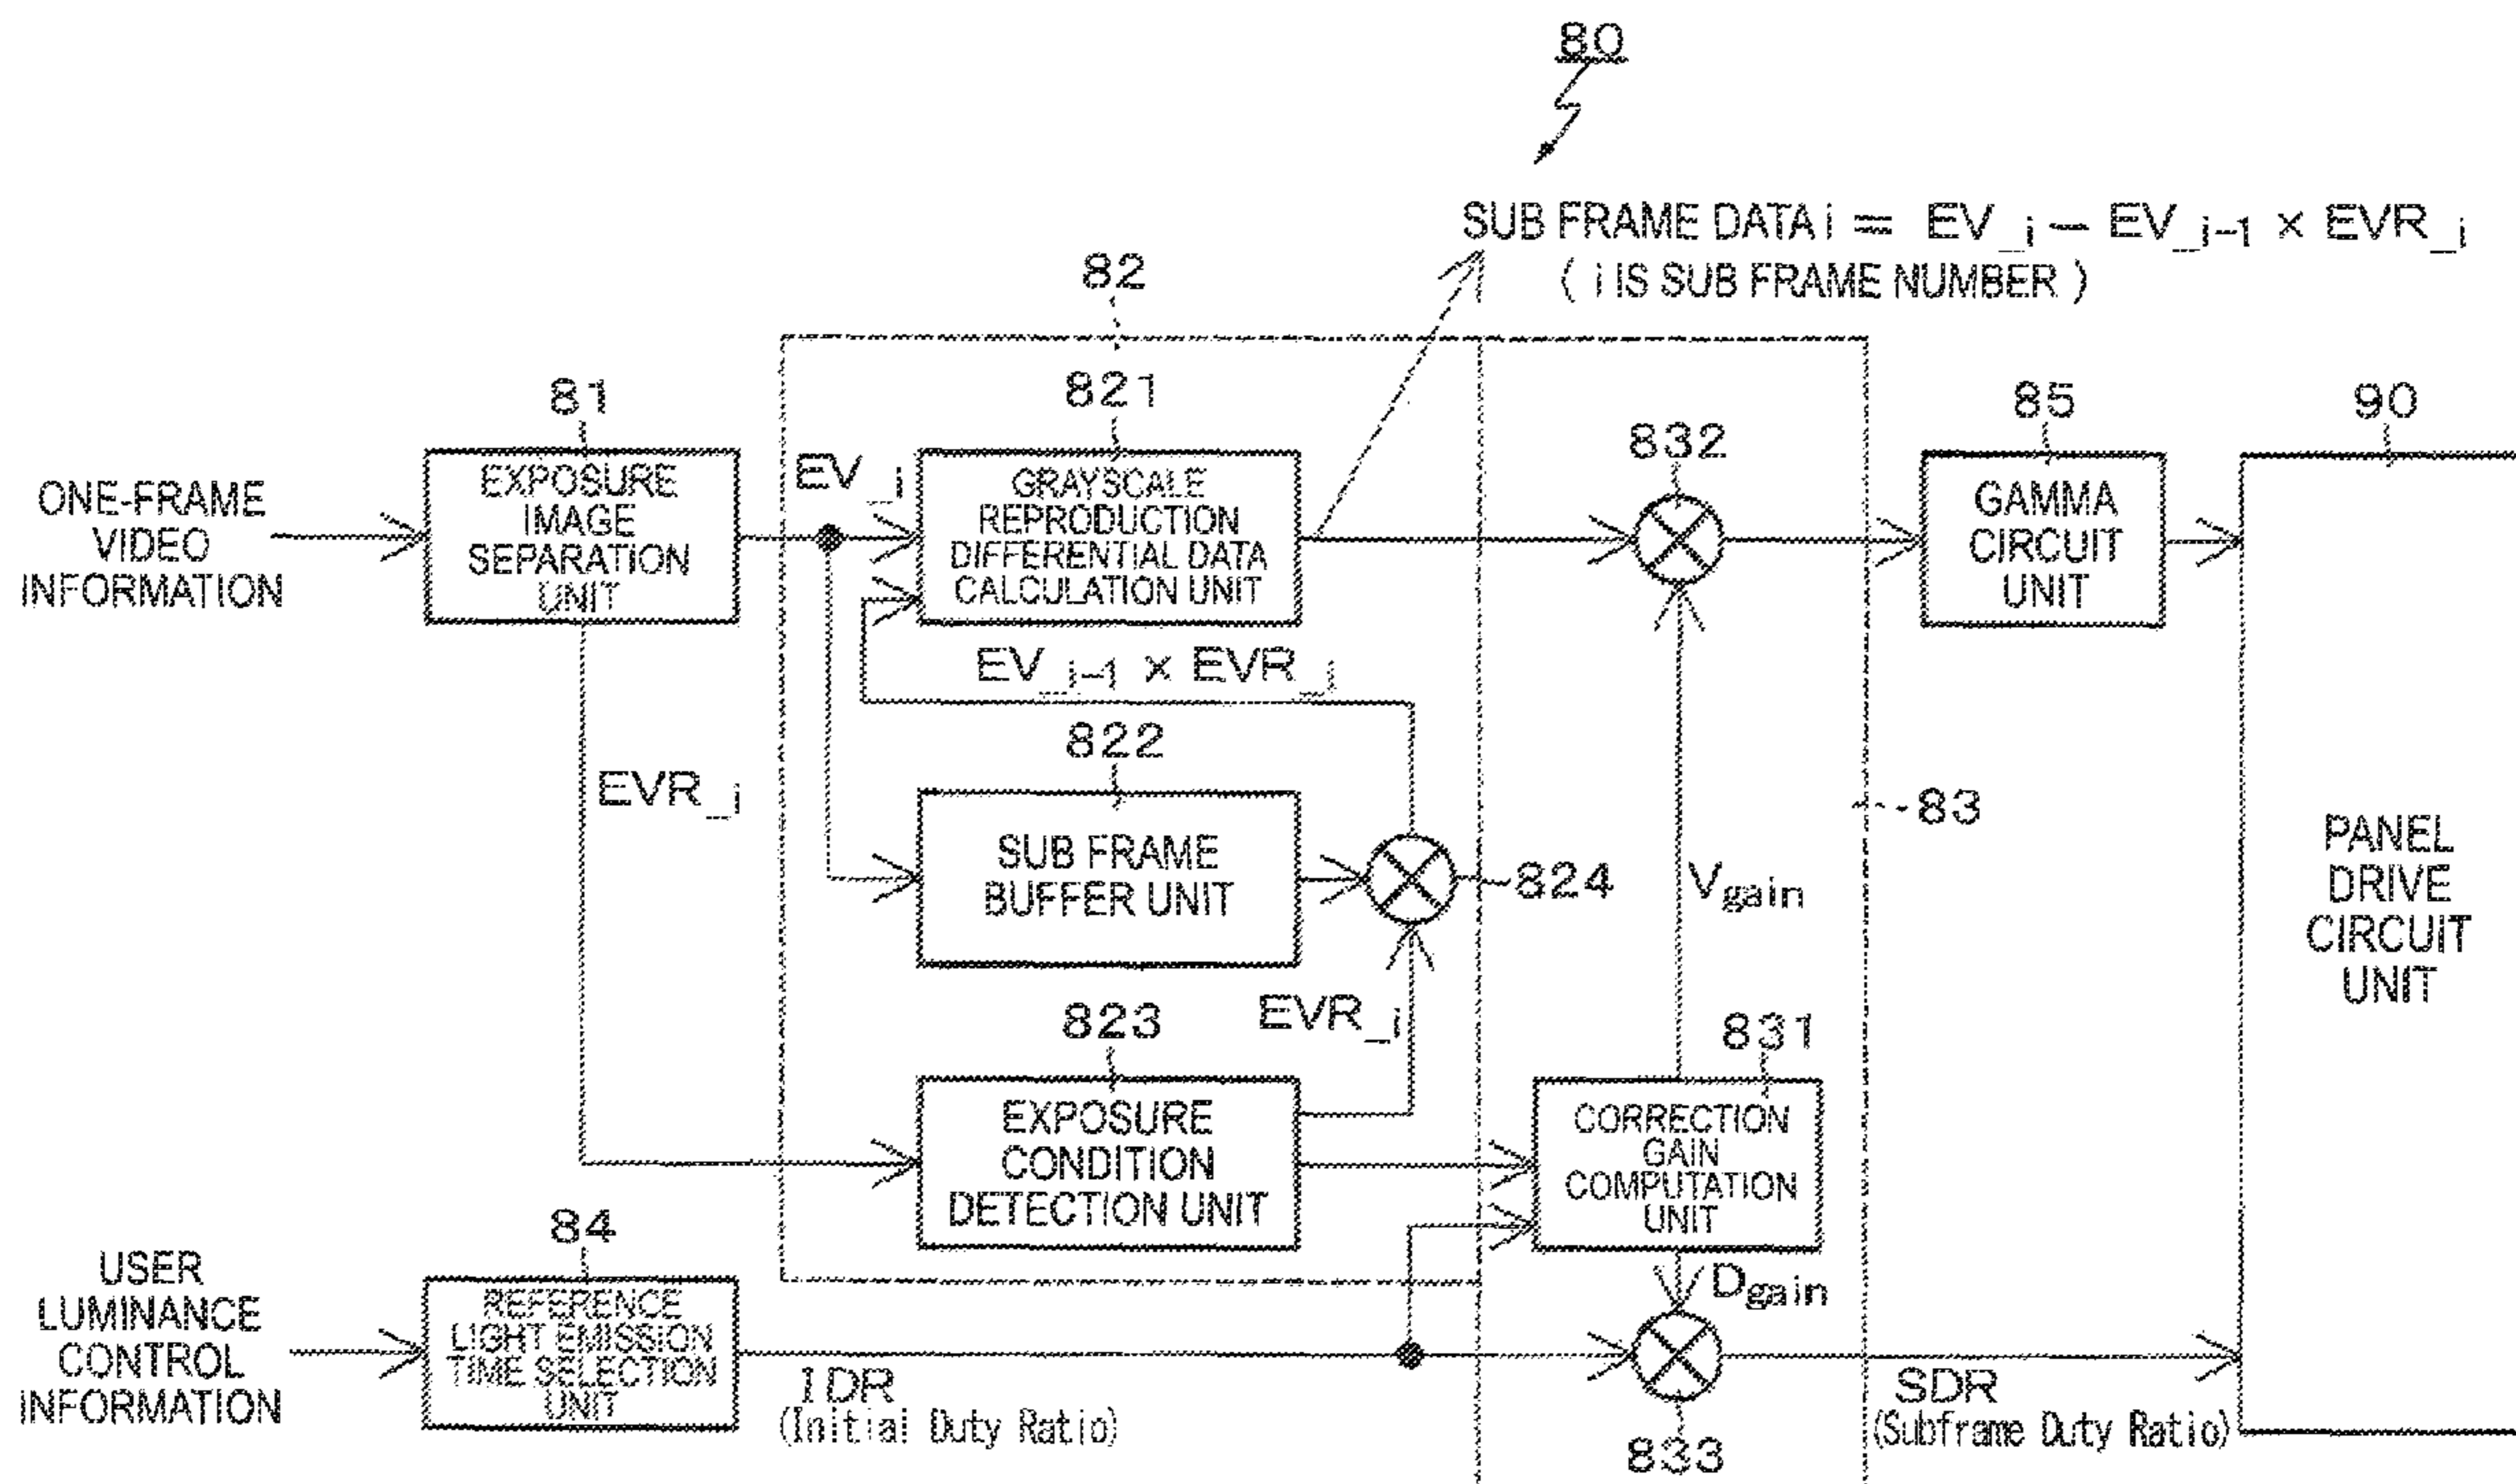 80
SUB FRAME DATA i = EV_i − EV_i-1 × EVR_i
( i IS SUB FRAME NUMBER )
82
81
821
832
85
90
ONE-FRAME
VIDEO
INFORMATION
EXPOSURE
IMAGE
SEPARATION
UNIT
EV_i
GRAYSCALE
REPRODUCTION
DIFFERENTIAL DATA
CALCULATION UNIT
GAMMA
CIRCUIT
UNIT
EV_i-1 × EVR_i
822
EVR_i
SUB FRAME
BUFFER UNIT
824
Vgain
83
PANEL
DRIVE
CIRCUIT
UNIT
823
EVR_i
831
EXPOSURE
CONDITION
DETECTION UNIT
CORRECTION
GAIN
COMPUTATION
UNIT
84
USER
LUMINANCE
CONTROL
INFORMATION
REFERENCE
LIGHT EMISSION
TIME SELECTION
UNIT
Dgain
IDR
(Initial Duty Ratio)
833
SDR
(Subframe Duty Ratio)